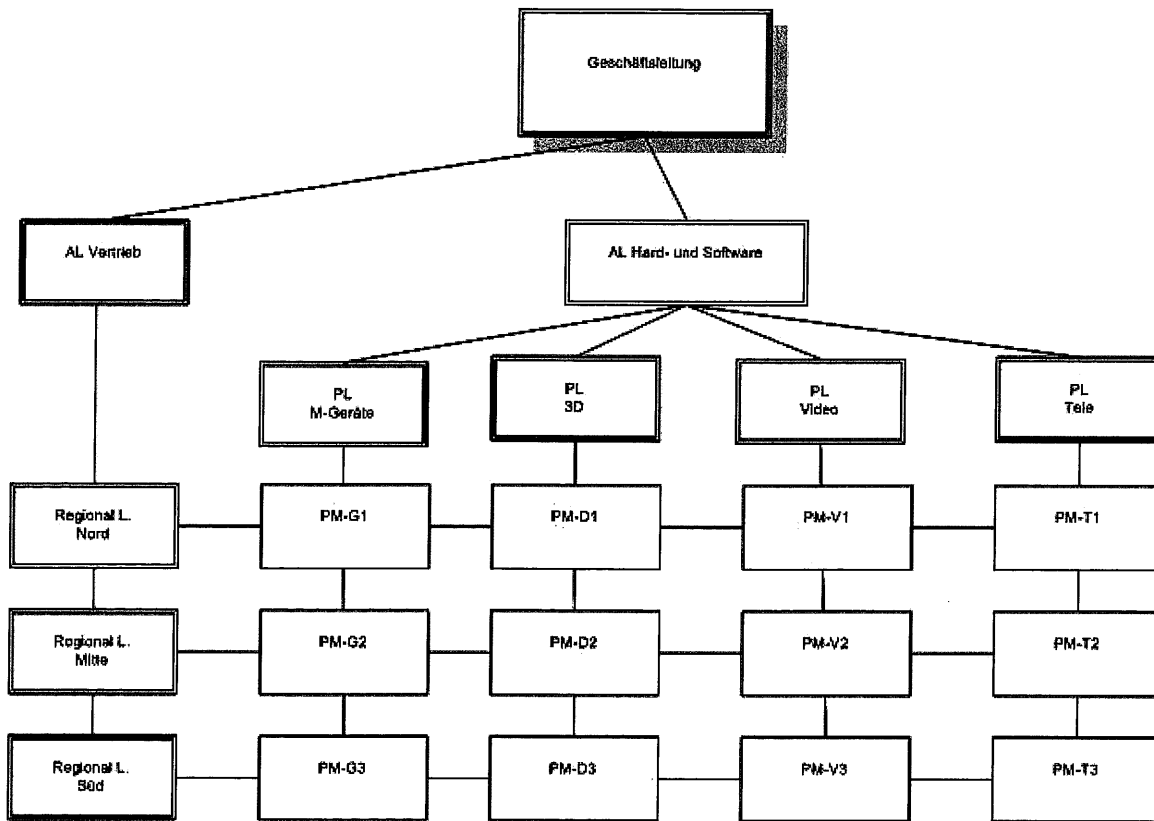 Geschäftsleitung
AL Vertrieb
AL Hard- und Software
PL
M-Geräte
PL
3D
PL
Video
PL
Tele
Regional L.
Nord
PM-G1
PM-D1
PM-V1
PM-T1
Regional L.
Mitte
PM-G2
PM-D2
PM-V2
PM-T2
Regional L.
Süd
PM-G3
PM-D3
PM-V3
PM-T3